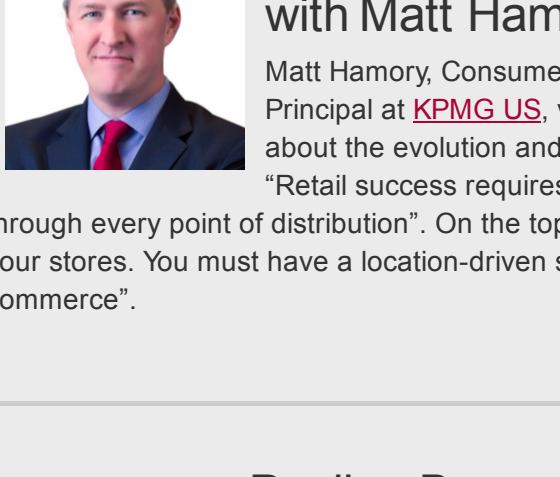 with Matt Ham
Matt Hamory, Consume
Principal at KPMG US,
about the evolution and
“Retail success requires
hrough every point of distribution”. On the top
our stores. You must have a location-driven s
ommerce”.